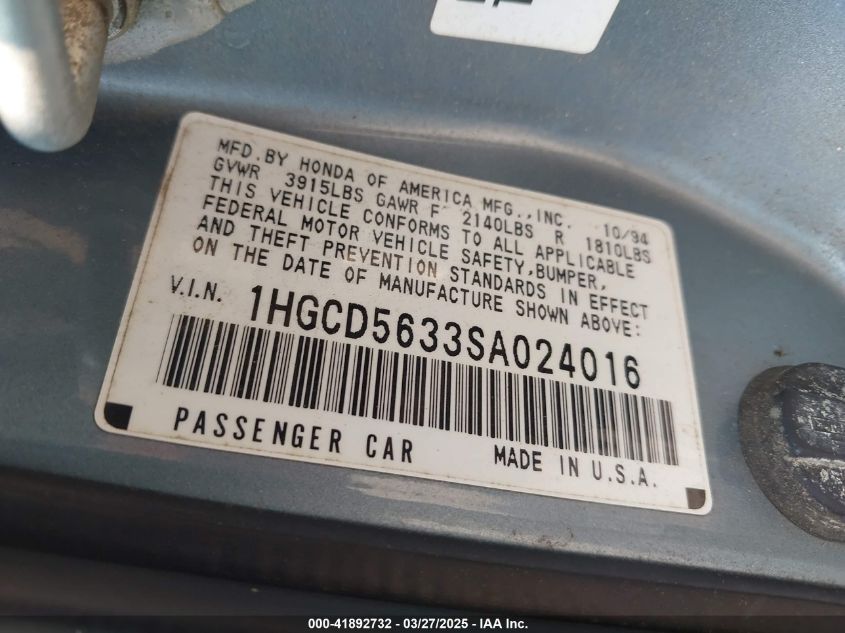 MFD.BY HONDA OF AMERICA MFG.,INC. 10/94
GVWR 3915LBS GAWR F 2140LBS R 1810LBS
THIS VEHICLE CONFORMS TO ALL APPLICABLE
FEDERAL MOTOR VEHICLE SAFETY,BUMPER,
AND THEFT PREVENTION STANDARDS IN EFFECT
ON THE DATE OF MANUFACTURE SHOWN ABOVE:
V.I.N. 1HGCD5633SA024016
PASSENGER CAR MADE IN U.S.A.
000-41892732 — 03/27/2025 — IAA Inc.